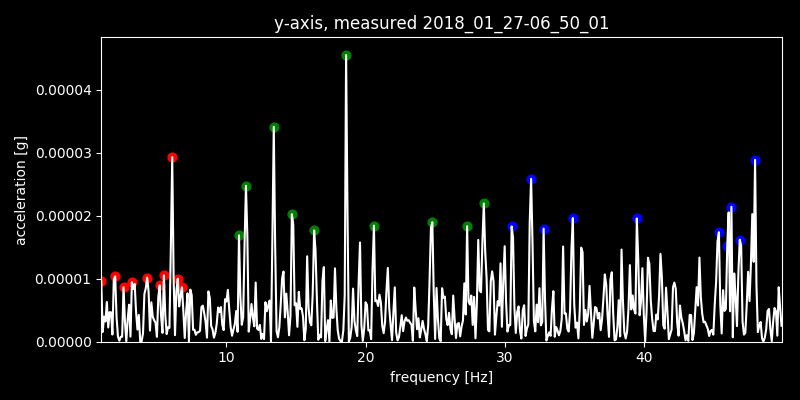 y-axis, measured 2018_01_27-06_50_01
acceleration [g]
0.00004
0.00003
0.00002
0.00001
0.00000
10 20 30 40
frequency [Hz]